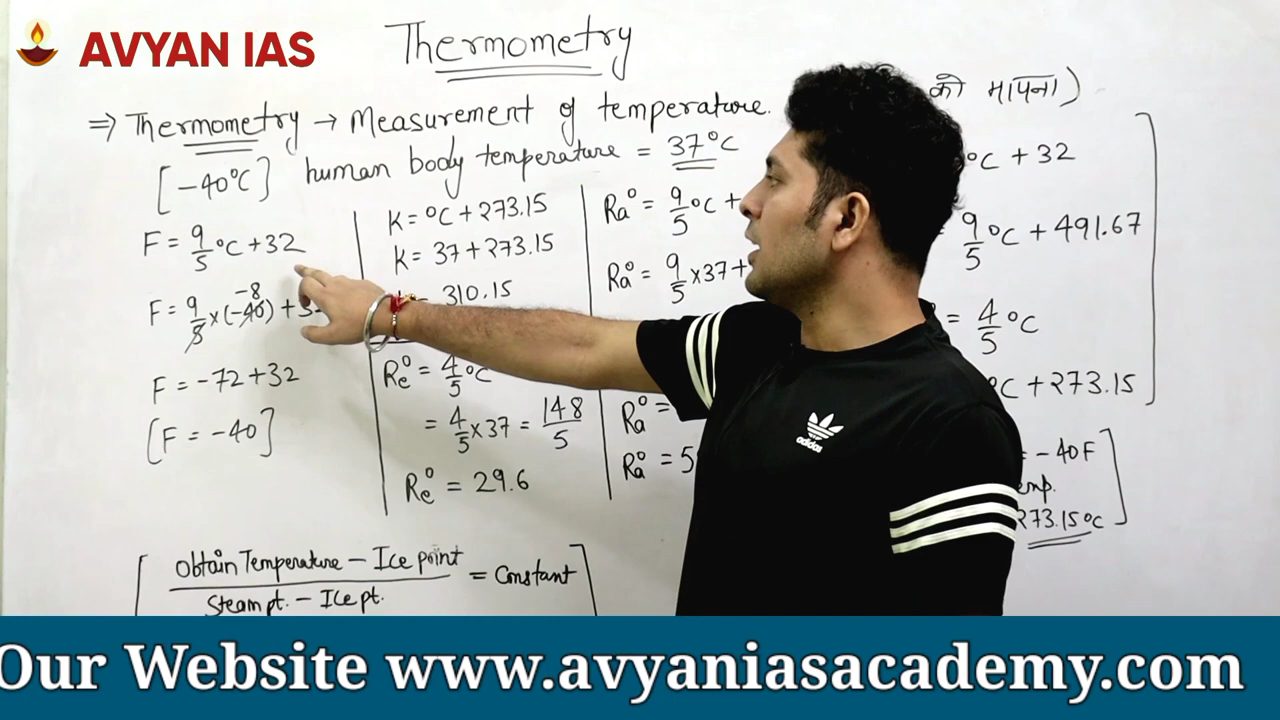 AVYAN IAS
Thermometry
⇒ Thermometry → Measurement of temperature. को मापना)
[-40°C] human body temperature = 37°C
F = 9/5 °C + 32
F = 9/5 × (-40) + 3
-8
F = -72 + 32
[F = -40]
K = °C + 273.15
K = 37 + 273.15
310.15
Re° = 4/5 °C
= 4/5 × 37 = 148/5
Re° = 29.6
Ra° = 9/5 °C +
Ra° = 9/5 × 37 +
Ra° =
Ra° = 5
°C + 32
= 9/5 °C + 491.67
= 4/5 °C
°C + 273.15
= -40F
emp.
273.15°C
[Obtain Temperature - Ice point / Steam pt. - Ice pt. = Constant]
adidas
Our Website www.avyaniasacademy.com